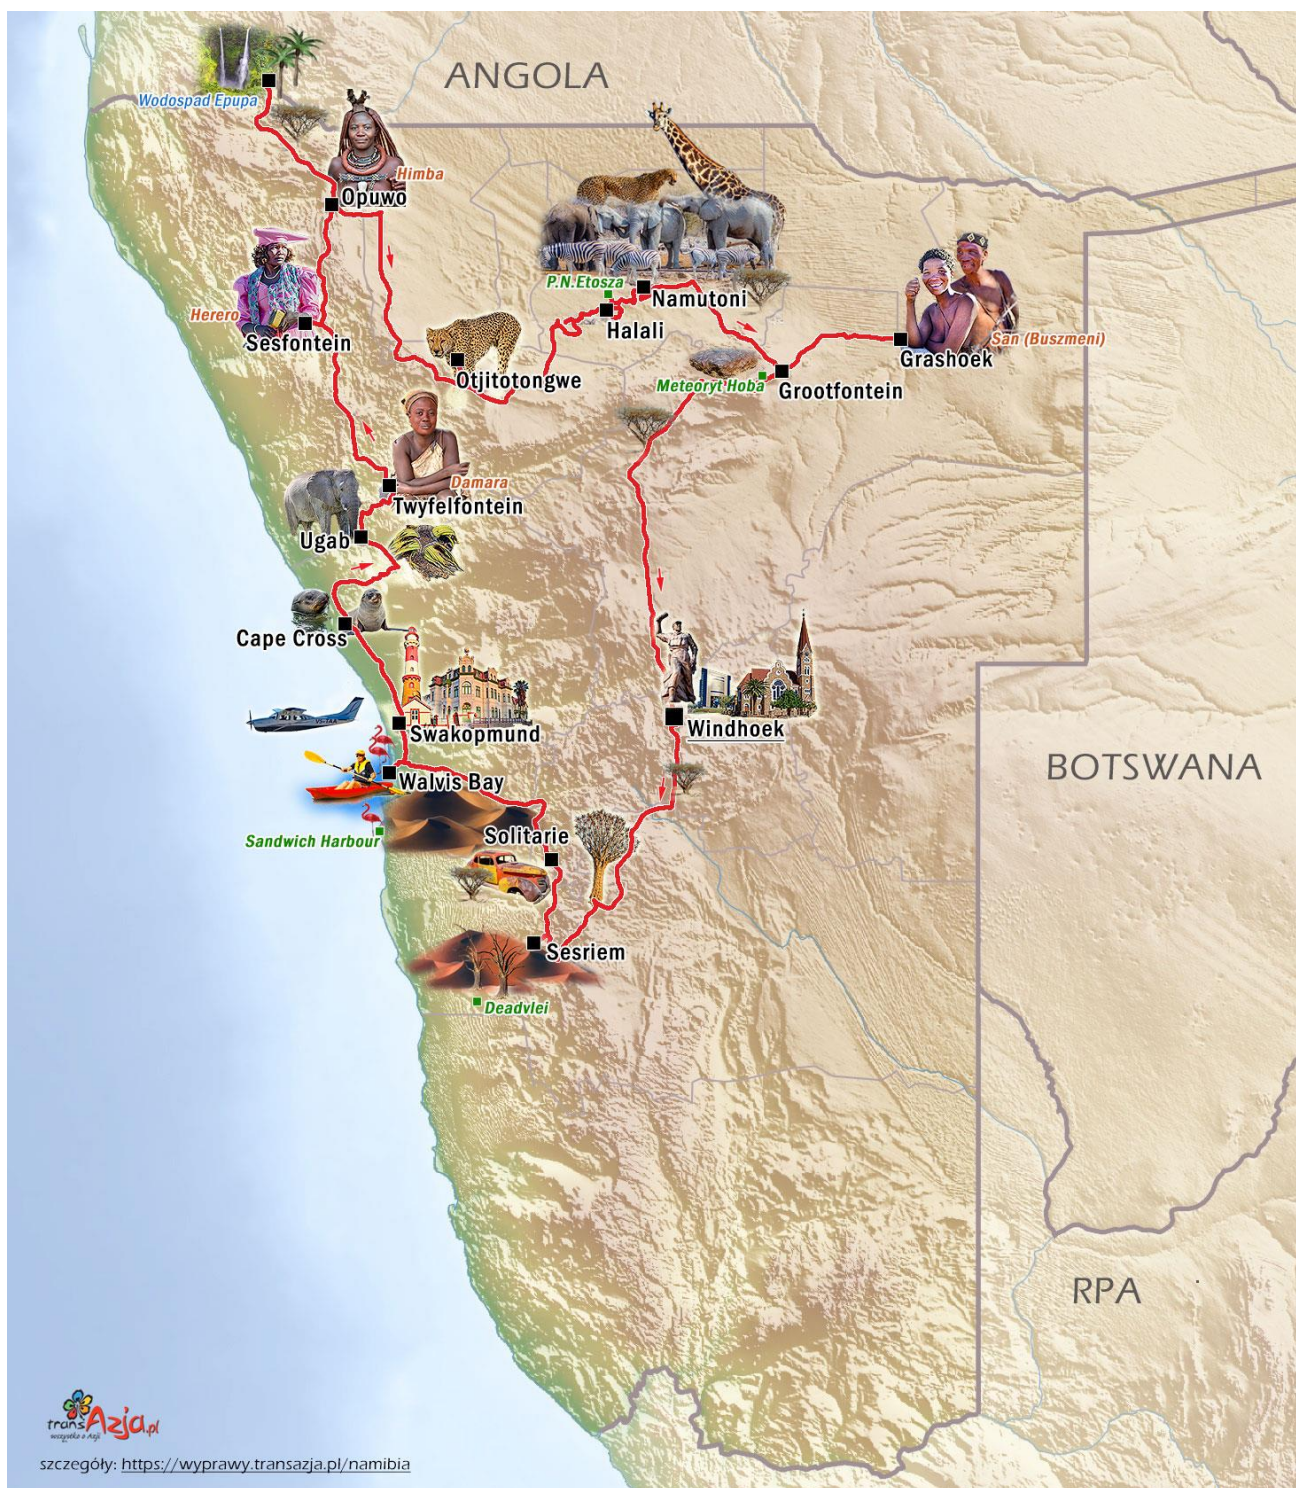 ANGOLA
Wodospad Epupa
Himba
Opuwo
P.N.Etosza
Namutoni
Herero
Halali
Sesfontein
San (Buszmeni)
Grashoek
Otjitotongwe
Meteoryt Hoba
Grootfontein
Damara
Twyfelfontein
Ugab
Cape Cross
Swakopmund
Windhoek
Walvis Bay
BOTSWANA
Sandwich Harbour
Solitarie
Sesriem
Deadvlei
RPA
transAzja.pl
wszystko o Azji
szczegóły: https://wyprawy.transazja.pl/namibia